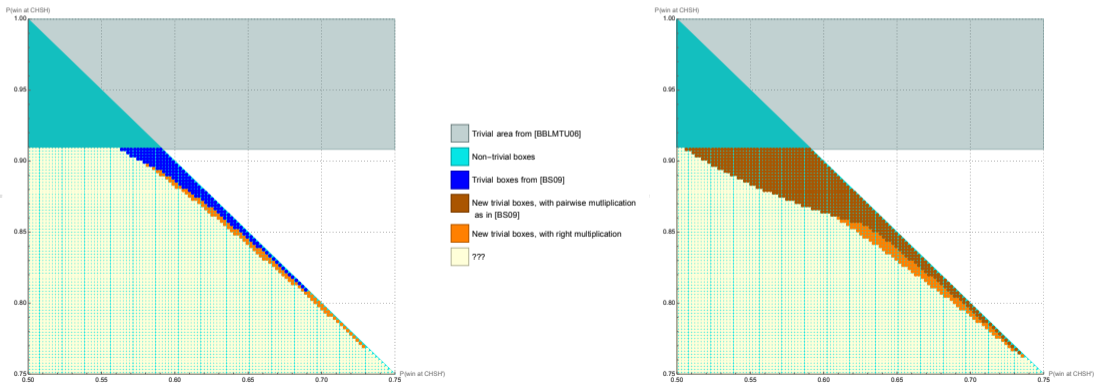 P(win at CHSH)
1.00
0.95
0.90
0.85
0.80
0.75
0.50
0.55
0.60
0.65
0.70
0.75
P(win at CHSH')
Trivial area from [BBLMTU06]
Non-trivial boxes
Trivial boxes from [BS09]
New trivial boxes, with pairwise mutliplication
as in [BS09]
New trivial boxes, with right multiplication
???
P(win at CHSH)
1.00
0.95
0.90
0.85
0.80
0.75
0.50
0.55
0.60
0.65
0.70
0.75
P(win at CHSH')